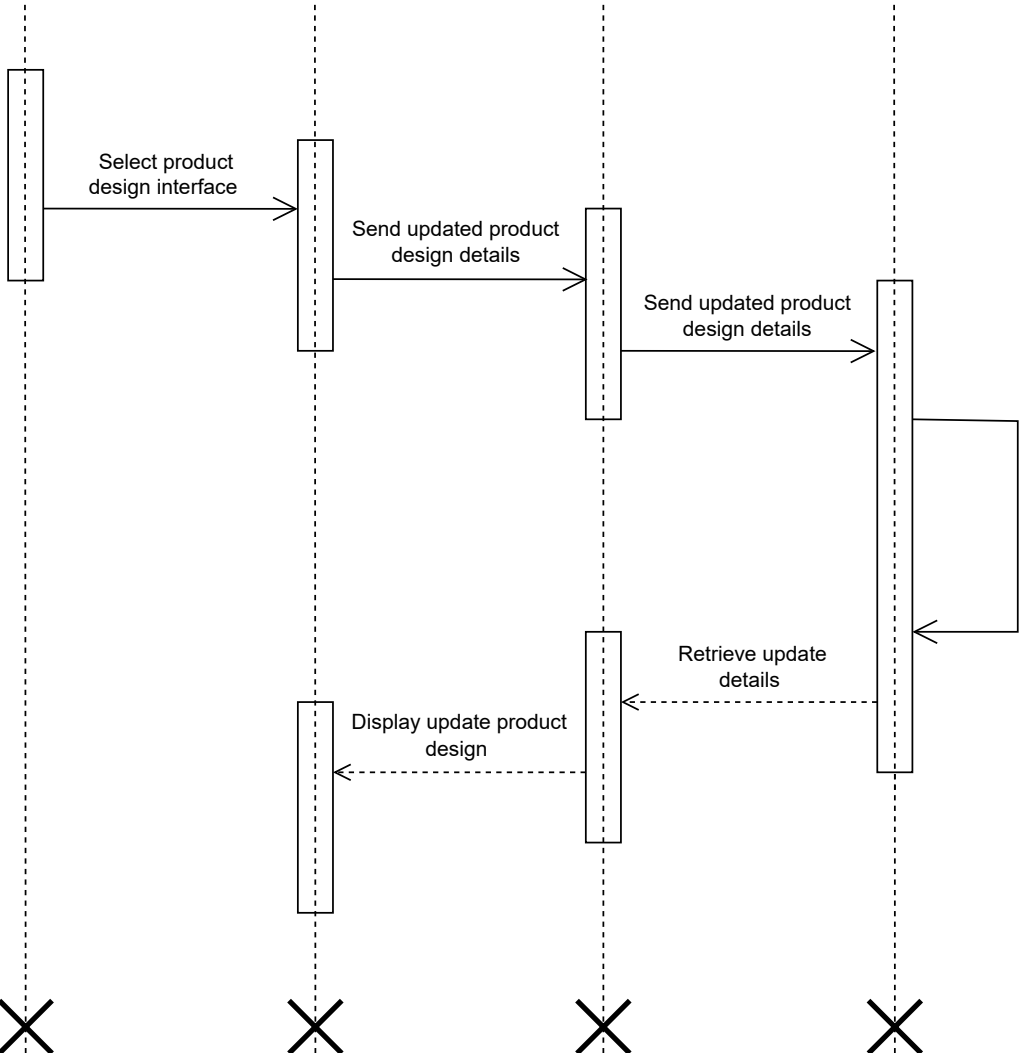 Select product
design interface
Send updated product
design details
Send updated product
design details
Retrieve update
details
Display update product
design